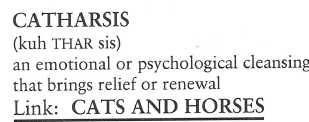 CATHARSIS
(kuh THAR sis)
an emotional or psychological cleansing
that brings relief or renewal
Link: CATS AND HORSES